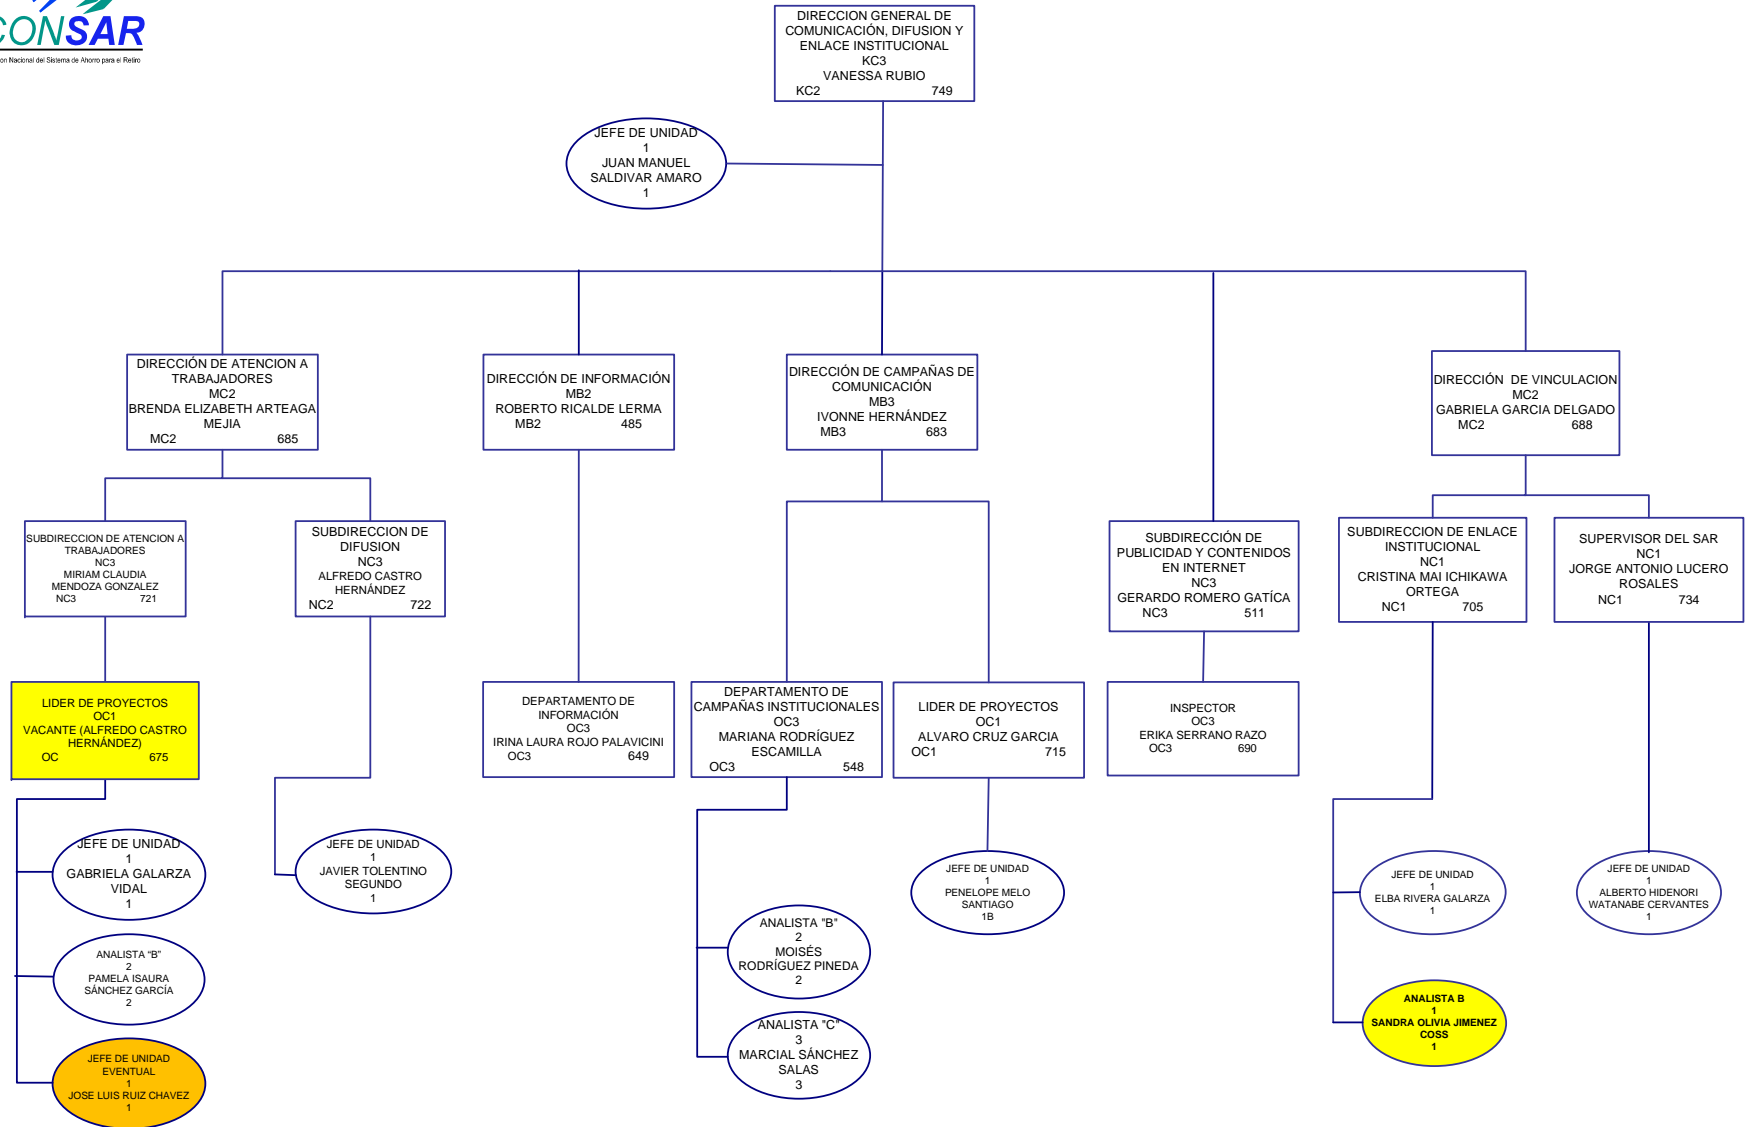 CONSAR
on Nacional del Sistema de Ahorro para el Retiro
DIRECCION GENERAL DE
COMUNICACIÓN, DIFUSION Y
ENLACE INSTITUCIONAL
KC3
VANESSA RUBIO
KC2 749
JEFE DE UNIDAD
1
JUAN MANUEL
SALDIVAR AMARO
1
DIRECCIÓN DE ATENCION A
TRABAJADORES
MC2
BRENDA ELIZABETH ARTEAGA
MEJIA
MC2 685
DIRECCIÓN DE INFORMACIÓN
MB2
ROBERTO RICALDE LERMA
MB2 485
DIRECCIÓN DE CAMPAÑAS DE
COMUNICACIÓN
MB3
IVONNE HERNÁNDEZ
MB3 683
DIRECCIÓN DE VINCULACION
MC2
GABRIELA GARCIA DELGADO
MC2 688
SUBDIRECCION DE ATENCION A
TRABAJADORES
NC3
MIRIAM CLAUDIA
MENDOZA GONZALEZ
NC3 721
SUBDIRECCION DE
DIFUSION
NC3
ALFREDO CASTRO
HERNÁNDEZ
NC2 722
SUBDIRECCIÓN DE
PUBLICIDAD Y CONTENIDOS
EN INTERNET
NC3
GERARDO ROMERO GATÍCA
NC3 511
SUBDIRECCION DE ENLACE
INSTITUCIONAL
NC1
CRISTINA MAI ICHIKAWA
ORTEGA
NC1 705
SUPERVISOR DEL SAR
NC1
JORGE ANTONIO LUCERO
ROSALES
NC1 734
LIDER DE PROYECTOS
OC1
VACANTE (ALFREDO CASTRO
HERNÁNDEZ)
OC 675
DEPARTAMENTO DE
INFORMACIÓN
OC3
IRINA LAURA ROJO PALAVICINI
OC3 649
DEPARTAMENTO DE
CAMPAÑAS INSTITUCIONALES
OC3
MARIANA RODRÍGUEZ
ESCAMILLA
OC3 548
LIDER DE PROYECTOS
OC1
ALVARO CRUZ GARCIA
OC1 715
INSPECTOR
OC3
ERIKA SERRANO RAZO
OC3 690
JEFE DE UNIDAD
1
GABRIELA GALARZA
VIDAL
1
JEFE DE UNIDAD
1
JAVIER TOLENTINO
SEGUNDO
1
JEFE DE UNIDAD
1
PENELOPE MELO
SANTIAGO
1B
JEFE DE UNIDAD
1
ELBA RIVERA GALARZA
1
JEFE DE UNIDAD
1
ALBERTO HIDENORI
WATANABE CERVANTES
1
ANALISTA "B"
2
PAMELA ISAURA
SÁNCHEZ GARCÍA
2
ANALISTA "B"
2
MOISÉS
RODRÍGUEZ PINEDA
2
ANALISTA B
1
SANDRA OLIVIA JIMENEZ
COSS
1
JEFE DE UNIDAD
EVENTUAL
1
JOSE LUIS RUIZ CHAVEZ
1
ANALISTA "C"
3
MARCIAL SÁNCHEZ
SALAS
3